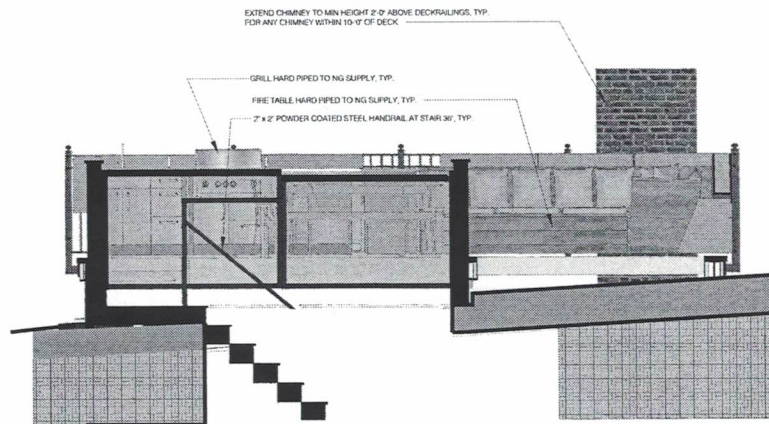 EXTEND CHIMNEY TO MIN HEIGHT 2'-0" ABOVE DECKRAILINGS, TYP.
FOR ANY CHIMNEY WITHIN 10'-0" OF DECK
GRILL HARD PIPED TO NG SUPPLY, TYP.
FIRE TABLE HARD PIPED TO NG SUPPLY, TYP.
2" x 2" POWDER COATED STEEL HANDRAIL AT STAIR 36", TYP.